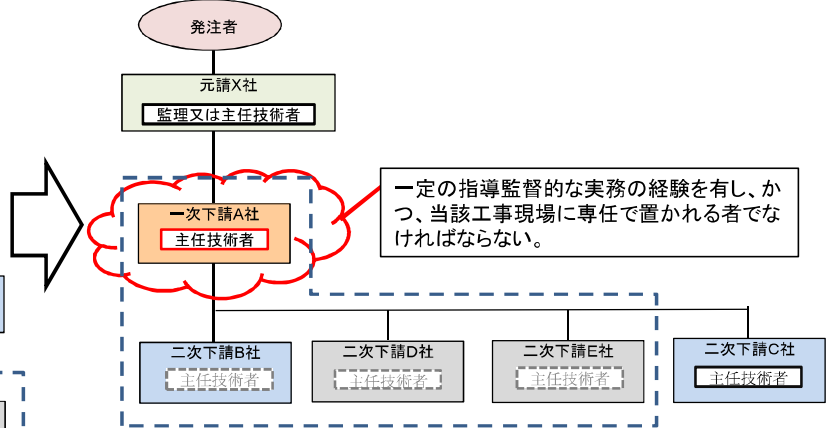 発注者
元請X社
監理又は主任技術者
一定の指導監督的な実務の経験を有し、か
つ、当該工事現場に専任で置かれる者でな
ければならない。
一次下請A社
主任技術者
二次下請B社
主任技術者
二次下請D社
主任技術者
二次下請E社
主任技術者
二次下請C社
主任技術者